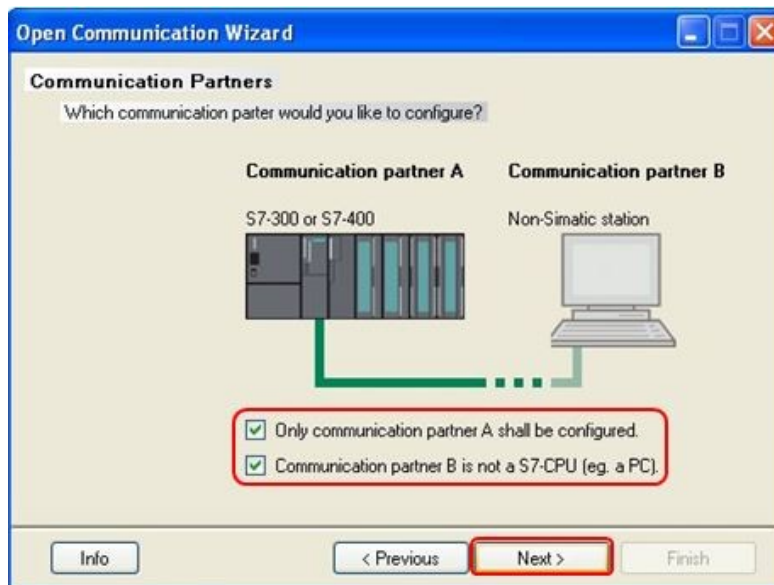 Open Communication Wizard
Communication Partners
Which communication parter would you like to configure?
Communication partner A
Communication partner B
S7-300 or S7-400
Non-Simatic station
Only communication partner A shall be configured.
Communication partner B is not a S7-CPU (eg. a PC).
Info
< Previous
Next >
Finish